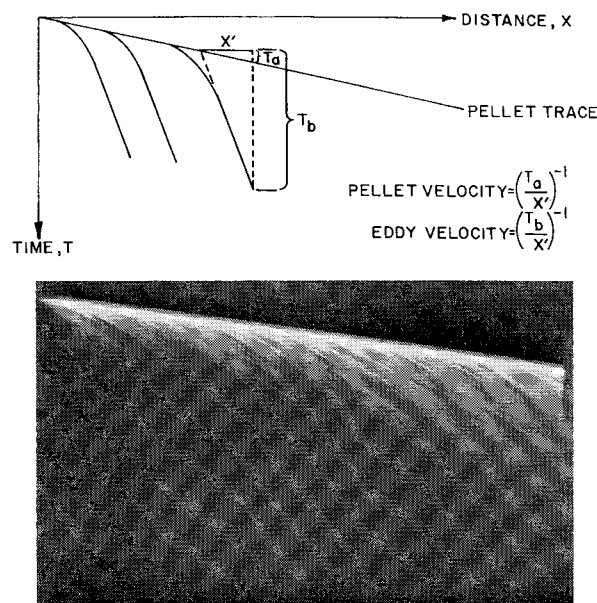 DISTANCE, X
X'
Ta
Tb
PELLET TRACE
PELLET VELOCITY=(Ta/X')^-1
EDDY VELOCITY=(Tb/X')^-1
TIME, T